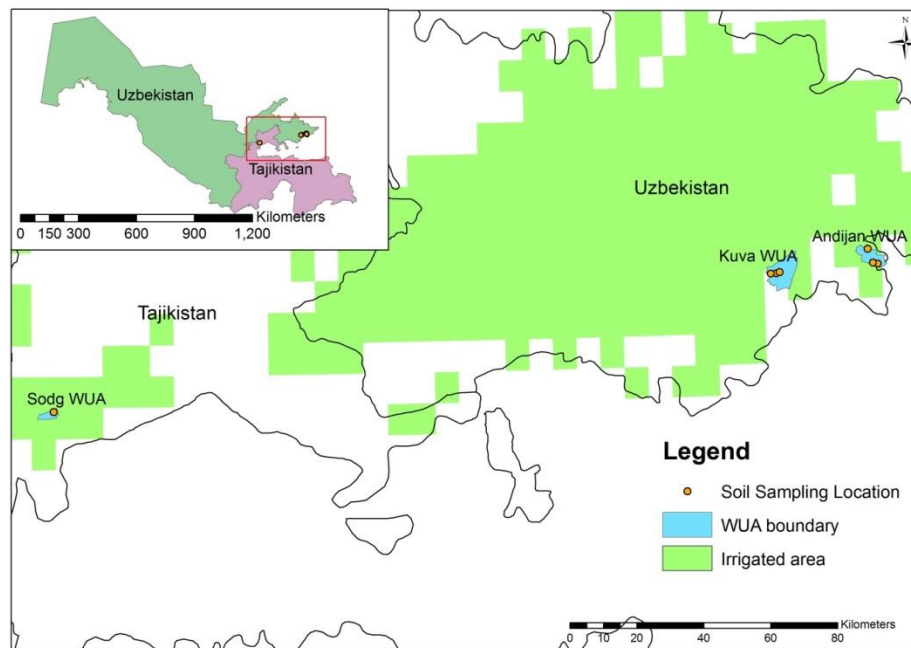 N
Uzbekistan
Tajikistan
Kilometers
0 150 300 600 900 1,200
Uzbekistan
Andijan WUA
Kuva WUA
Tajikistan
Sodg WUA
Legend
Soil Sampling Location
WUA boundary
Irrigated area
Kilometers
0 5 10 20 40 60 80